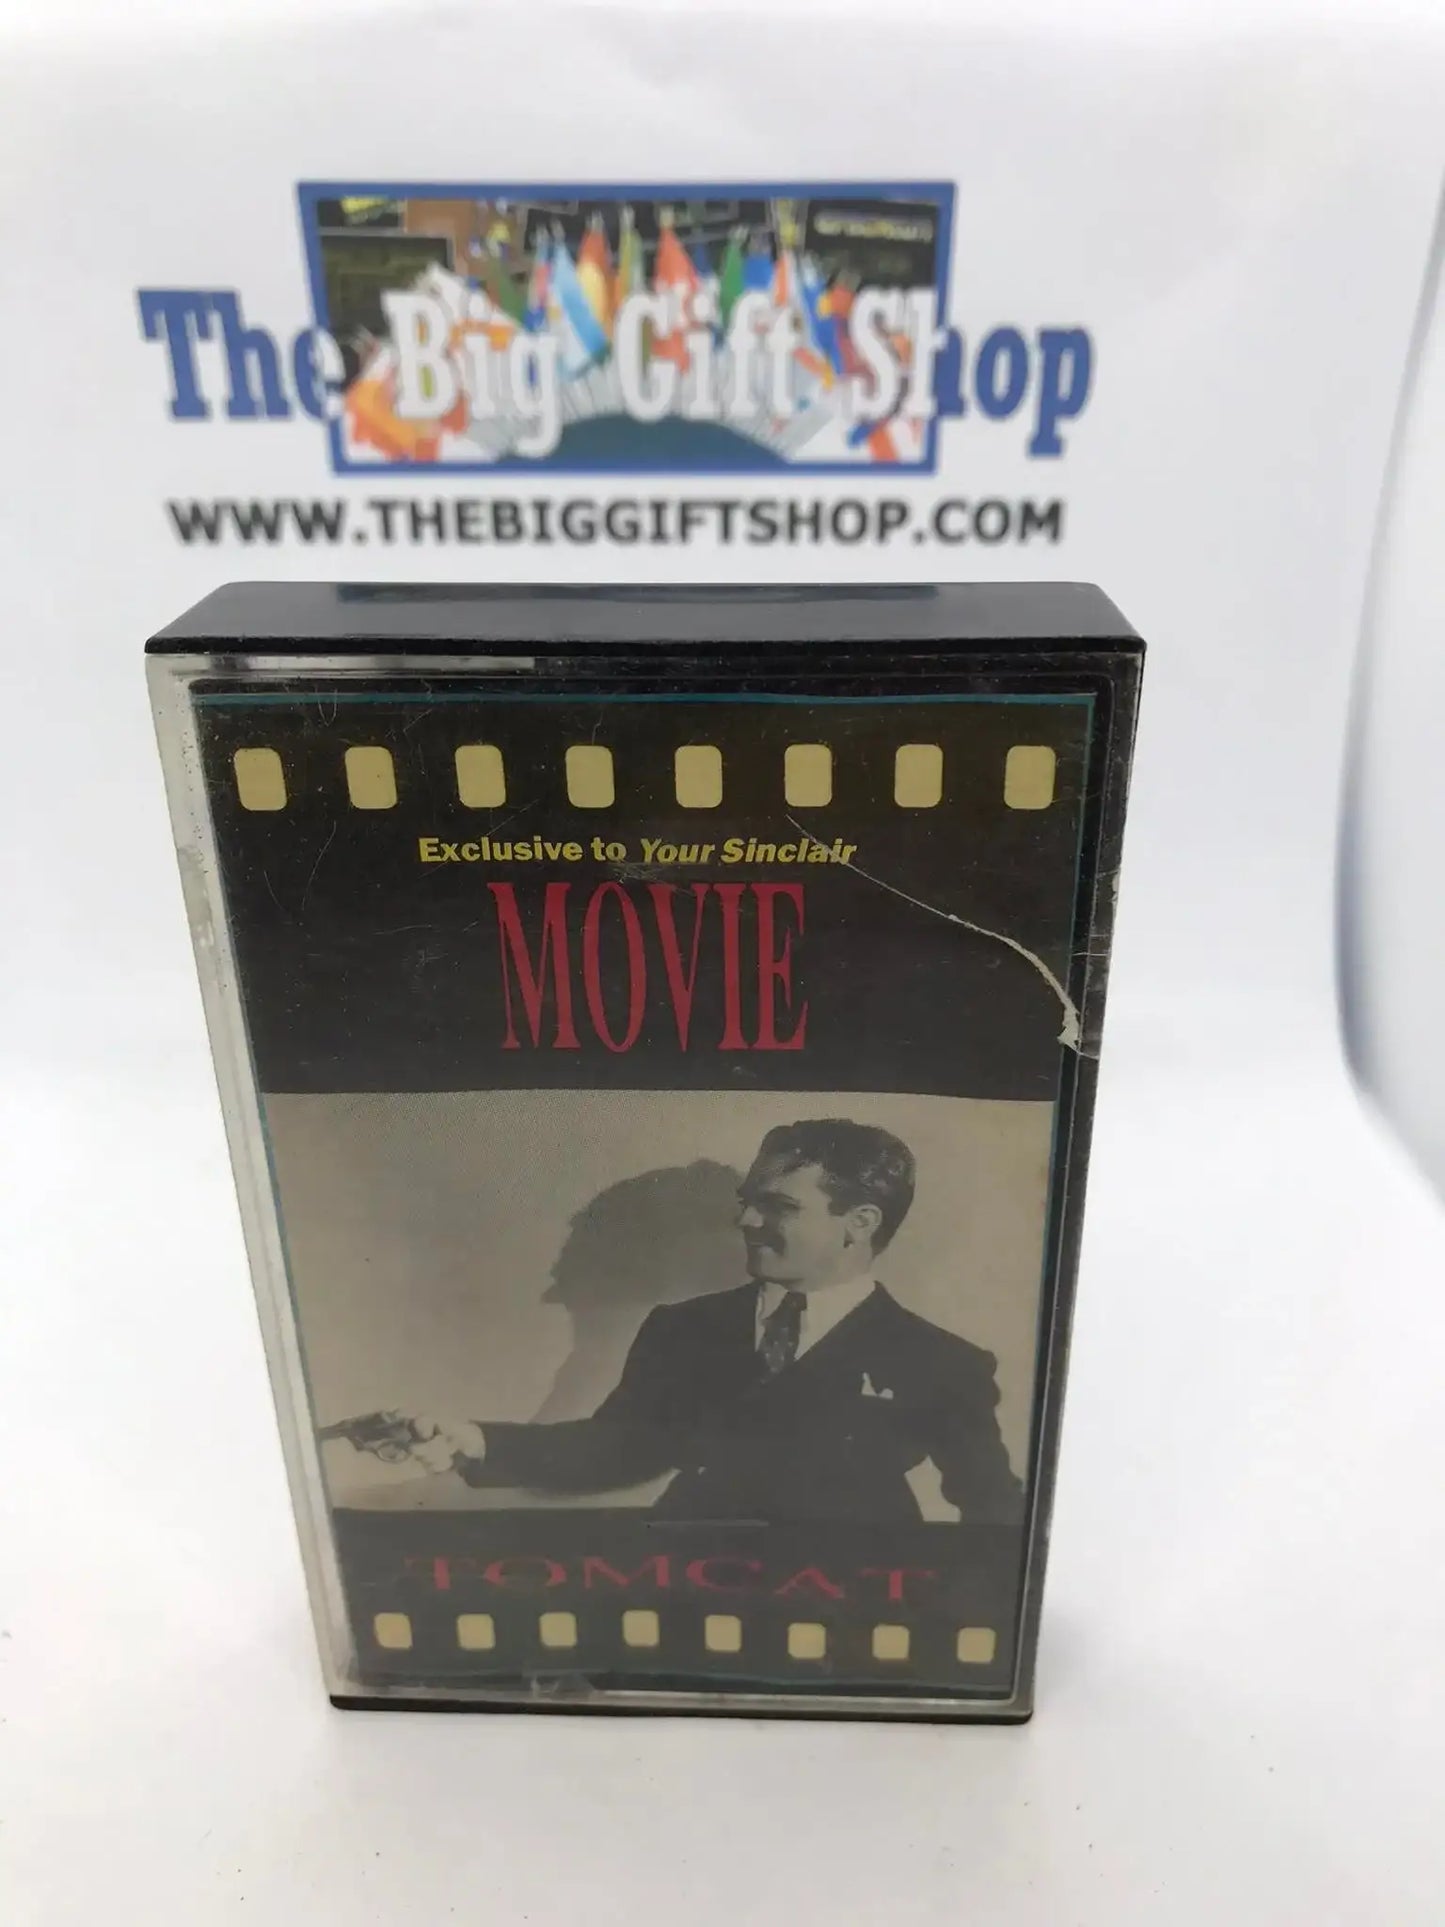 The Big Gift Shop
WWW.THEBIGGIFTSHOP.COM
Exclusive to Your Sinclair
MOVIE
TOMCAT